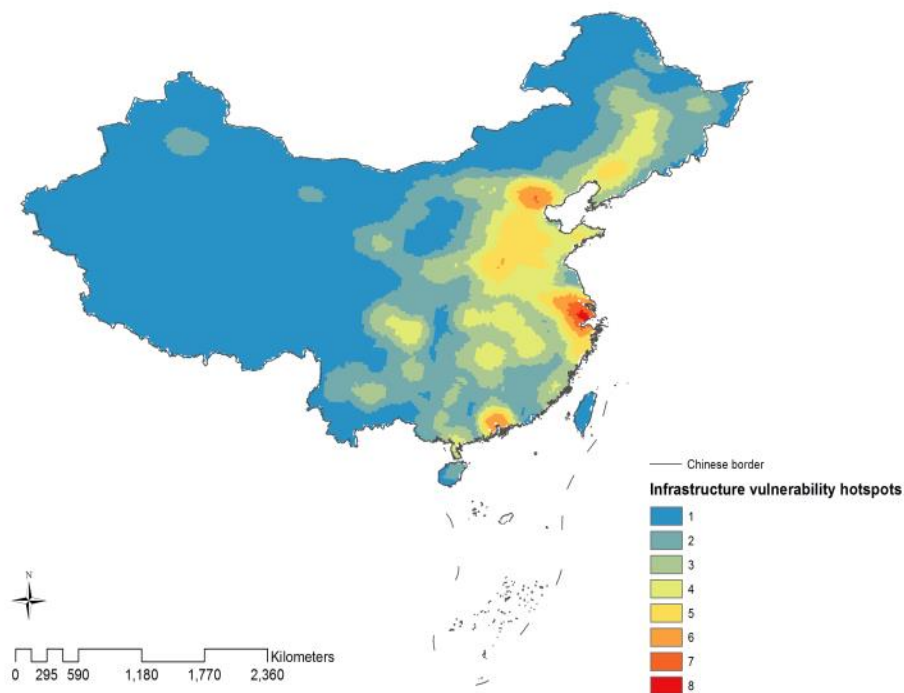 Chinese border
Infrastructure vulnerability hotspots
1
2
3
4
5
6
7
8
N
Kilometers
0 295 590 1,180 1,770 2,360